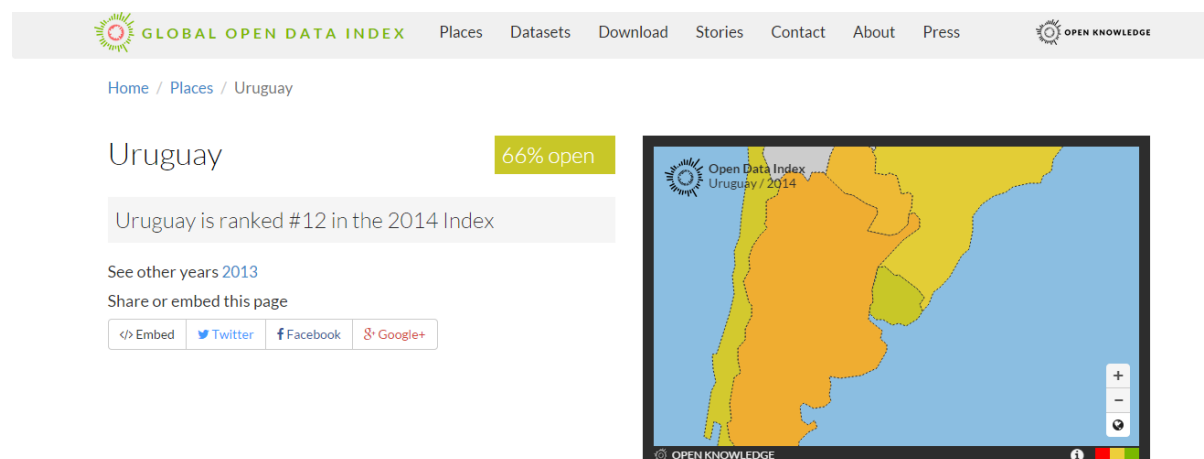 GLOBAL OPEN DATA INDEX Places Datasets Download Stories Contact About Press OPEN KNOWLEDGE
Home / Places / Uruguay
Uruguay 66% open
Uruguay is ranked #12 in the 2014 Index
See other years 2013
Share or embed this page
</> Embed Twitter Facebook Google+
Open Data Index
Uruguay / 2014
+
−
OPEN KNOWLEDGE